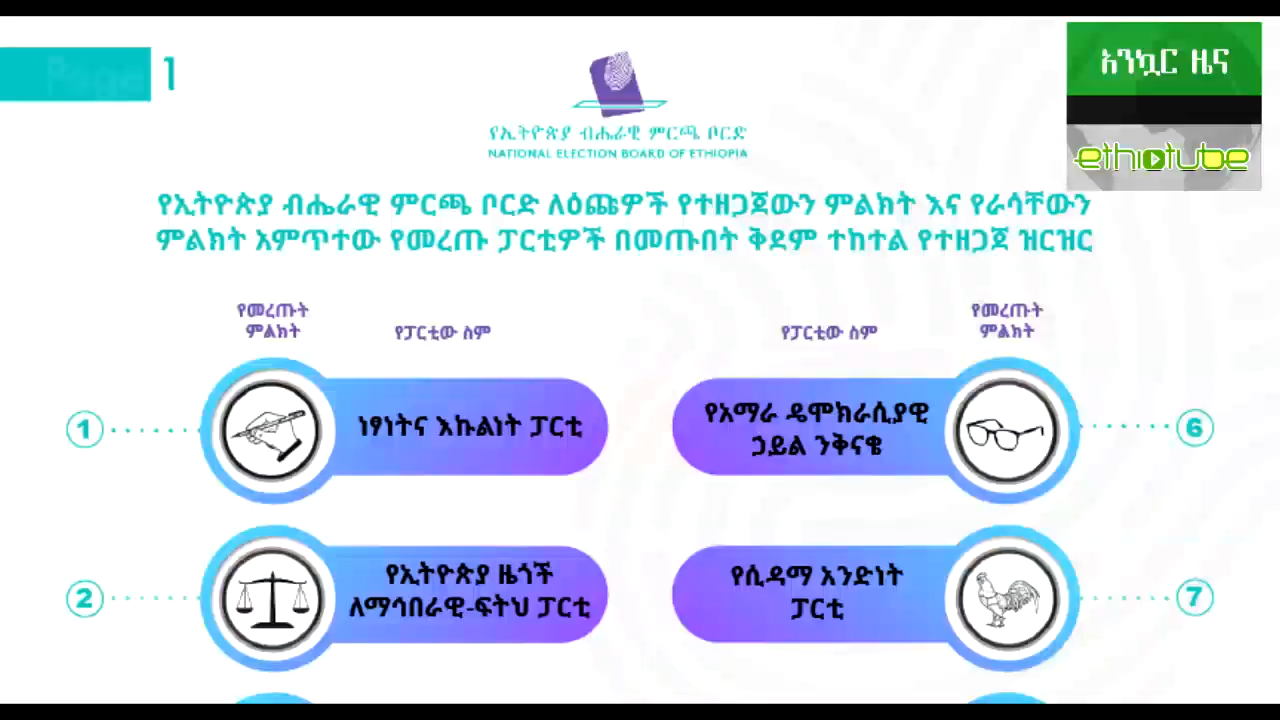 Page 1
አንኳር ዜና
ethiotube
የኢትዮጵያ ብሔራዊ ምርጫ ቦርድ
NATIONAL ELECTION BOARD OF ETHIOPIA
የኢትዮጵያ ብሔራዊ ምርጫ ቦርድ ለዕጩዎች የተዘጋጀውን ምልክት እና የራሳቸውን
ምልክት አምጥተው የመረጡ ፓርቲዎች በመጡበት ቅደም ተከተል የተዘጋጀ ዝርዝር
የመረጡት
ምልክት
የፓርቲው ስም
የፓርቲው ስም
የመረጡት
ምልክት
1
ነፃነትና እኩልነት ፓርቲ
የአማራ ዴሞክራሲያዊ
ኃይል ንቅናቄ
6
2
የኢትዮጵያ ዜጎች
ለማኅበራዊ-ፍትህ ፓርቲ
የሲዳማ አንድነት
ፓርቲ
7